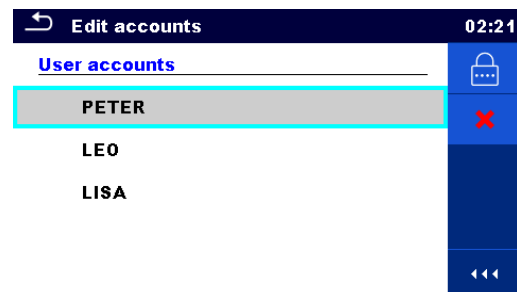 Edit accounts 02:21
User accounts
PETER
LEO
LISA